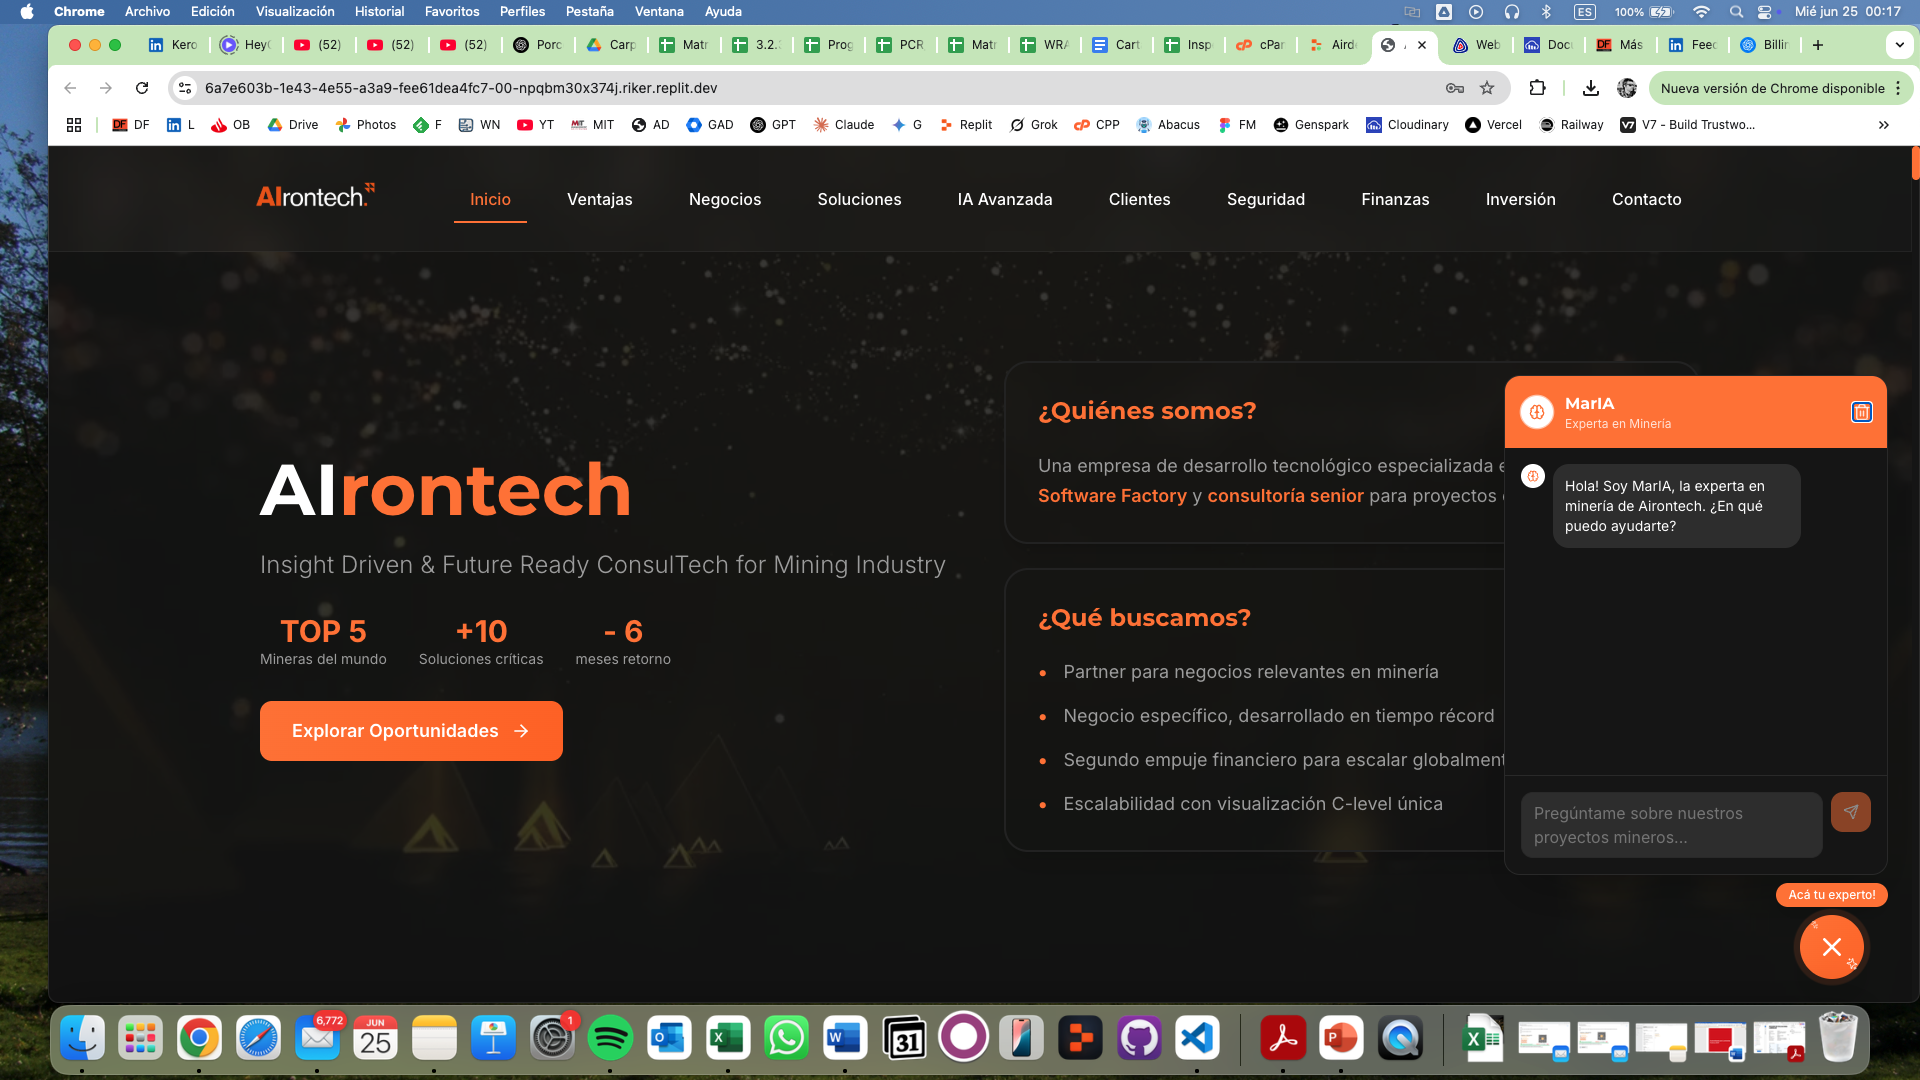 Chrome Archivo Edición Visualización Historial Favoritos Perfiles Pestaña Ventana Ayuda
ES 100% Mié jun 25 00:17
Kero HeyG (52) (52) (52) Porc Carp Matr 3.2. Prog PCR Matr WRA Cart Insp cPar Aird Web Docu Más Feed Billin
6a7e603b-1e43-4e55-a3a9-fee61dea4fc7-00-npqbm30x374j.riker.replit.dev
Nueva versión de Chrome disponible
DF L OB Drive Photos F WN YT MIT AD GAD GPT Claude G Replit Grok CPP Abacus FM Genspark Cloudinary Vercel Railway V7 - Build Trustwo...
AIrontech.
Inicio Ventajas Negocios Soluciones IA Avanzada Clientes Seguridad Finanzas Inversión Contacto
AIrontech
Insight Driven & Future Ready ConsulTech for Mining Industry
TOP 5 +10 - 6
Mineras del mundo Soluciones críticas meses retorno
Explorar Oportunidades
¿Quiénes somos?
Una empresa de desarrollo tecnológico especializada
Software Factory y consultoría senior para proyectos
¿Qué buscamos?
• Partner para negocios relevantes en minería
• Negocio específico, desarrollado en tiempo récord
• Segundo empuje financiero para escalar globalment
• Escalabilidad con visualización C-level única
MarIA
Experta en Minería
Hola! Soy MarIA, la experta en
minería de Airontech. ¿En qué
puedo ayudarte?
Pregúntame sobre nuestros
proyectos mineros...
Acá tu experto!
6,772
JUN
25
1
31